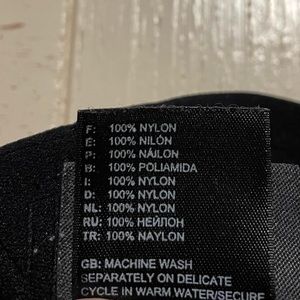 F: 100% NYLON
E: 100% NILÓN
P: 100% NÁILON
B: 100% POLIAMIDA
I: 100% NYLON
D: 100% NYLON
NL: 100% NYLON
RU: 100% НЕЙЛОН
TR: 100% NAYLON
GB: MACHINE WASH
SEPARATELY ON DELICATE
CYCLE IN WARM WATER/SECURE